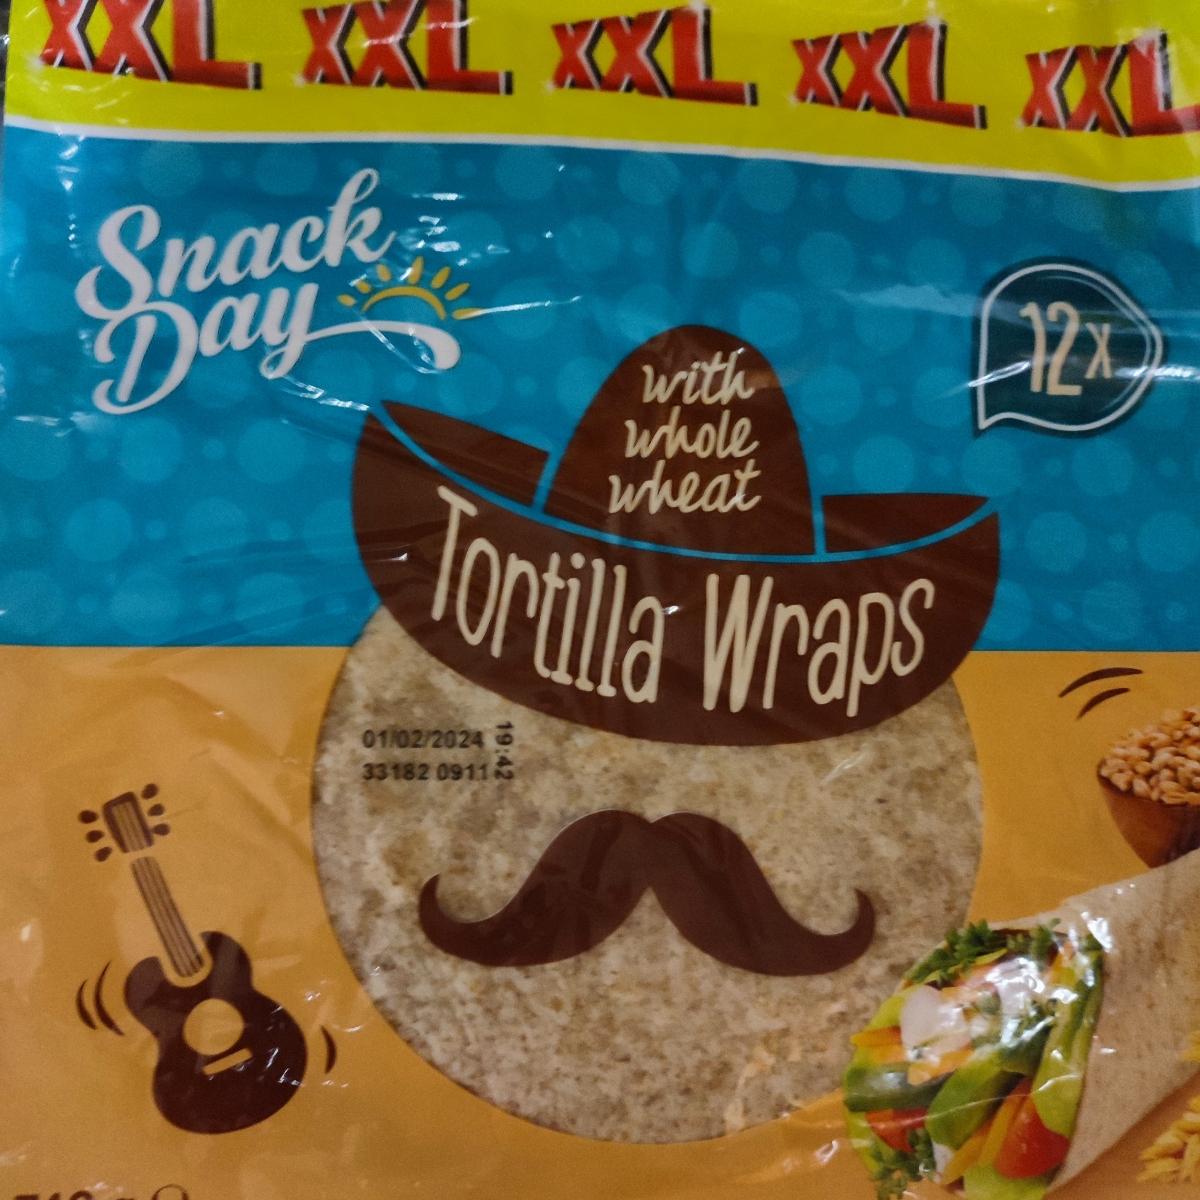 XXL XXL XXL XXL XXL
Snack
Day
12x
with
whole
wheat
Tortilla Wraps
01/02/2024
33182 0911
19:42